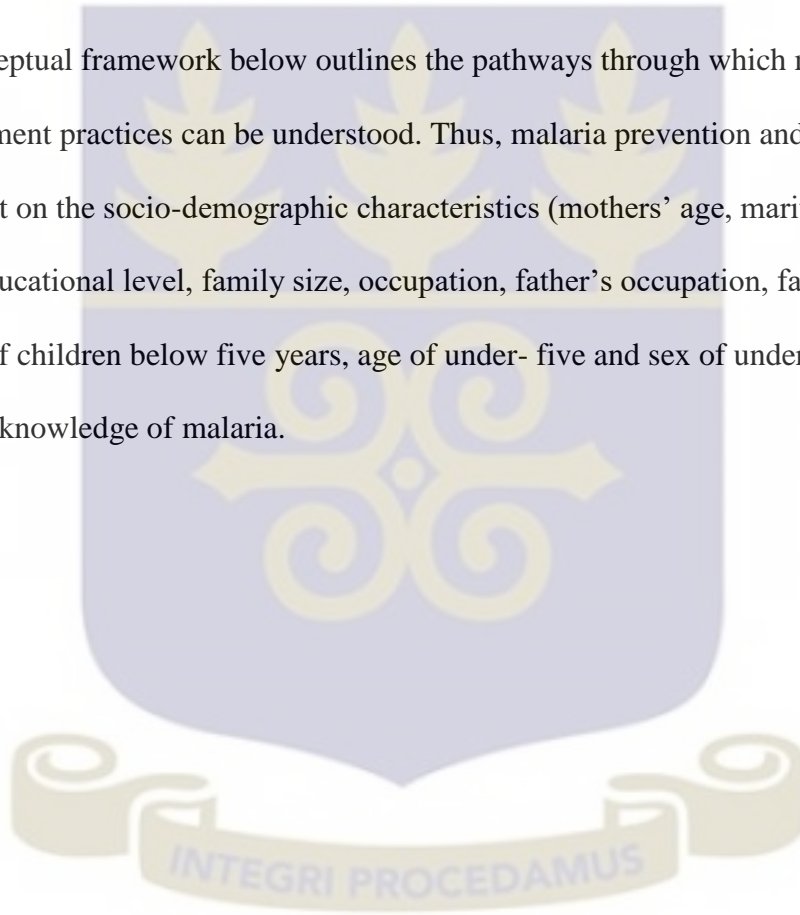 eptual framework below outlines the pathways through which
ment practices can be understood. Thus, malaria prevention and
t on the socio-demographic characteristics (mothers’ age, mari
ucational level, family size, occupation, father’s occupation, fa
f children below five years, age of under- five and sex of under
knowledge of malaria.
INTEGRI PROCEDAMUS